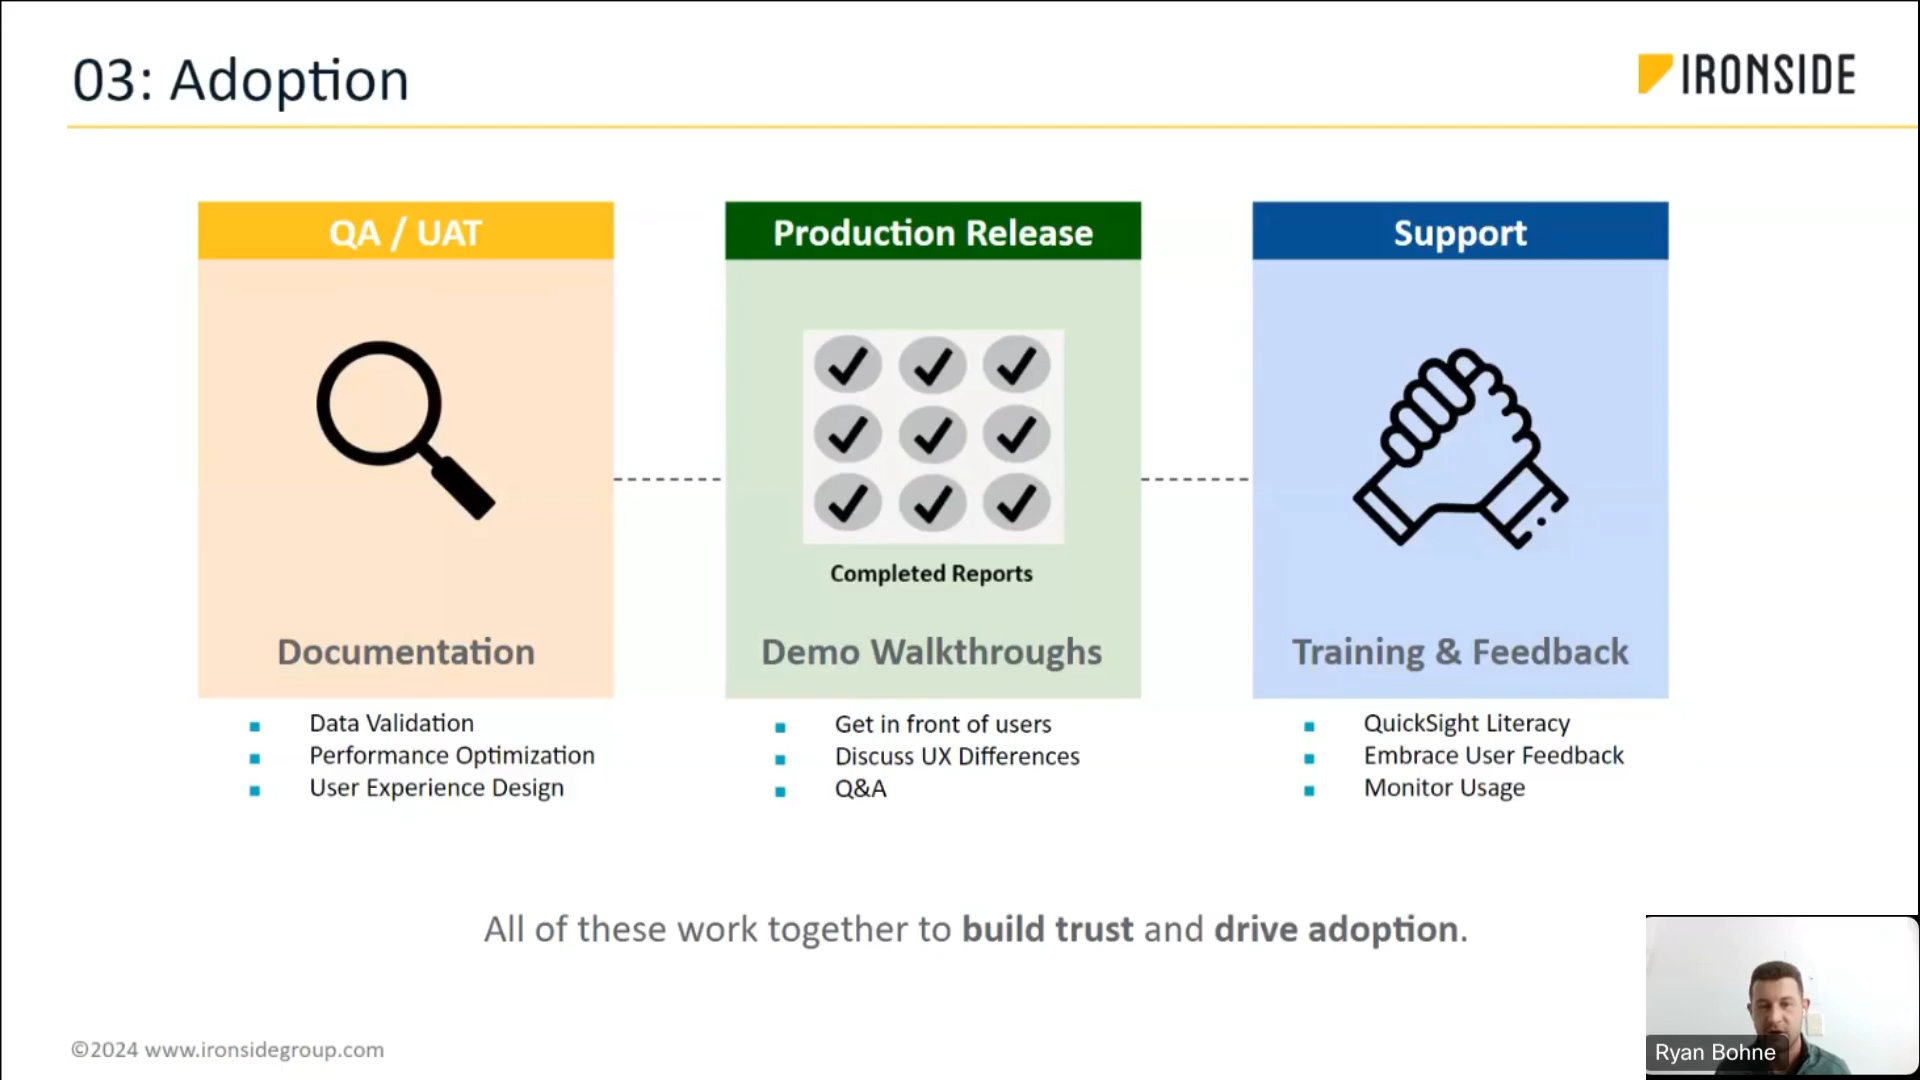 03: Adoption
IRONSIDE
QA / UAT
Documentation
Data Validation
Performance Optimization
User Experience Design
Production Release
Completed Reports
Demo Walkthroughs
Get in front of users
Discuss UX Differences
Q&A
Support
Training & Feedback
QuickSight Literacy
Embrace User Feedback
Monitor Usage
All of these work together to build trust and drive adoption.
©2024 www.ironsidegroup.com
Ryan Bohne